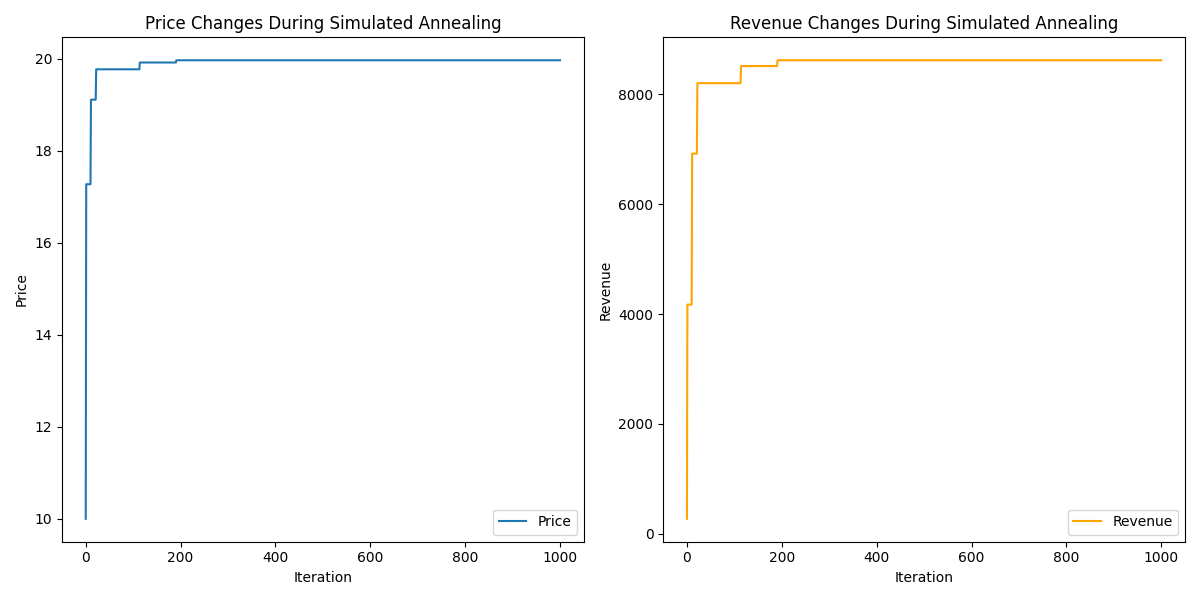 Price Changes During Simulated Annealing
20
18
16
14
12
10
Price
0 200 400 600 800 1000
Iteration
Price
Revenue Changes During Simulated Annealing
8000
6000
4000
2000
0
Revenue
0 200 400 600 800 1000
Iteration
Revenue